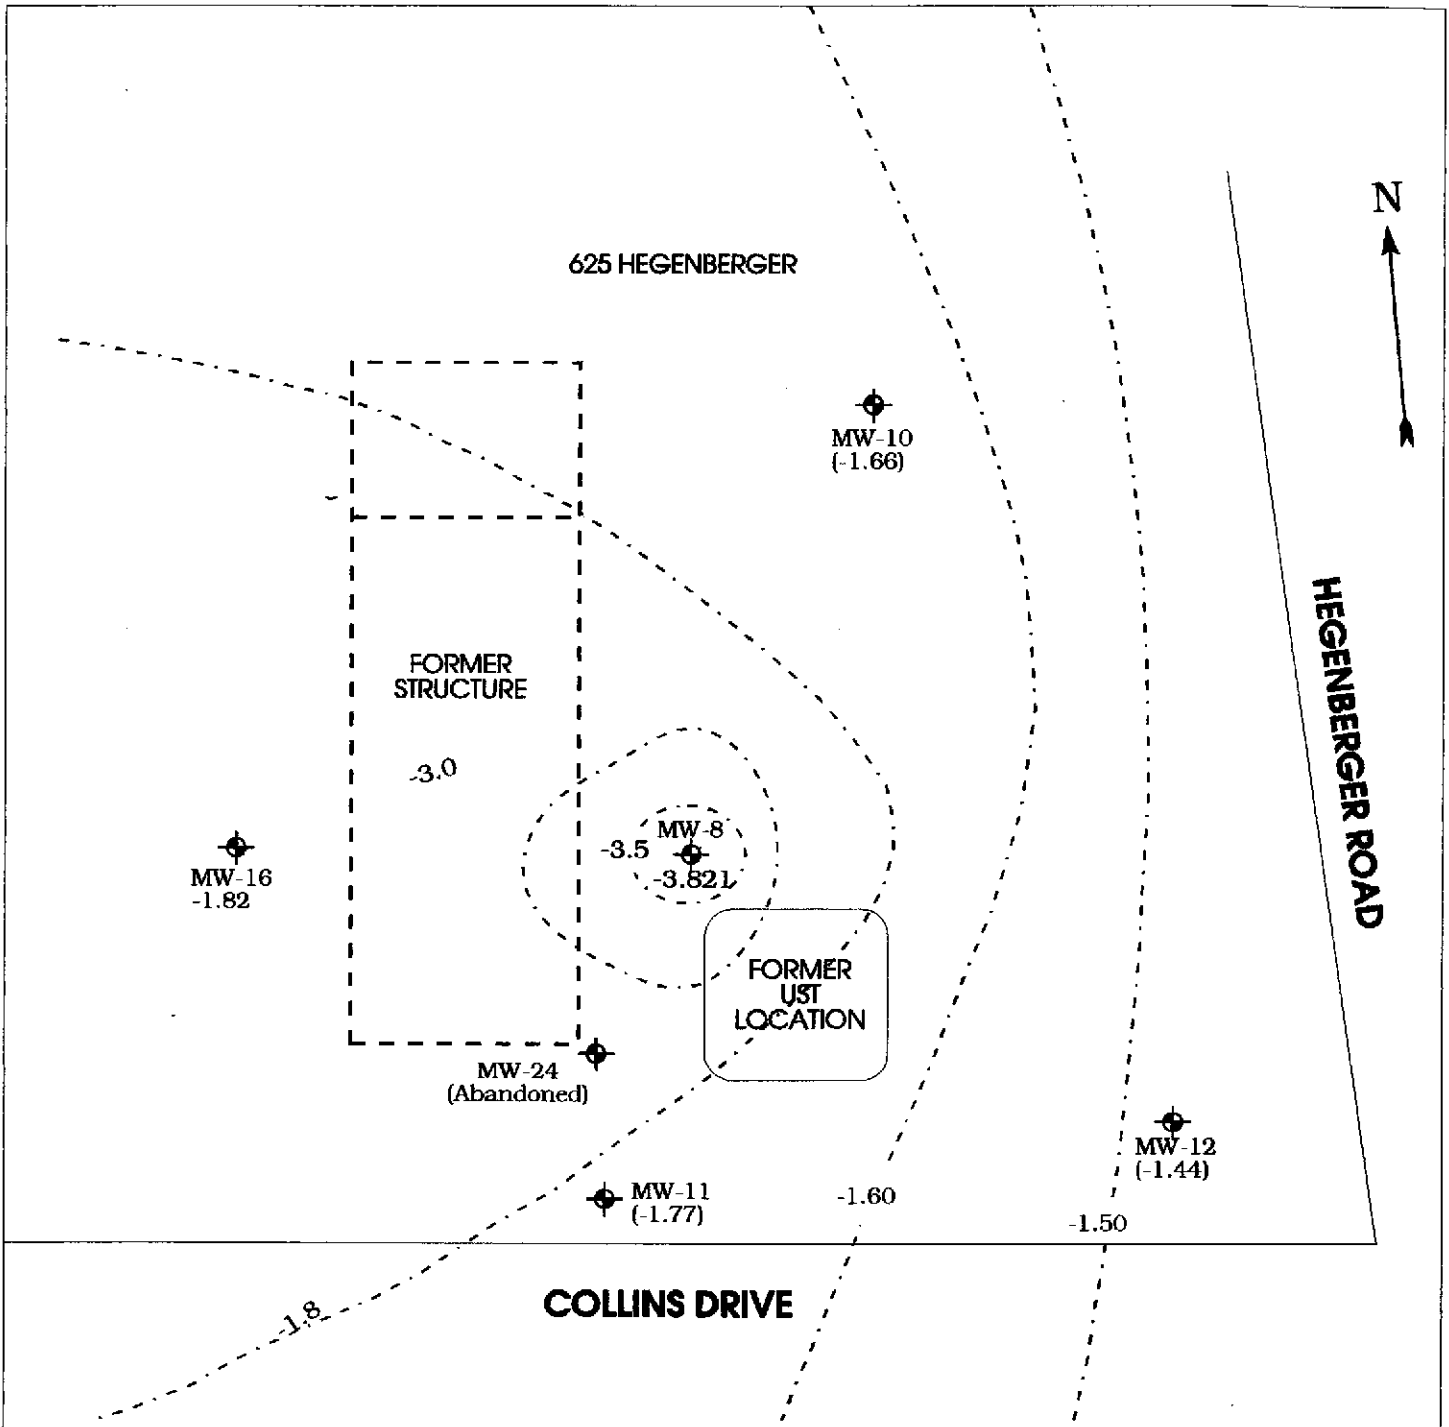 N
625 HEGENBERGER
MW-10
(-1.66)
HEGENBERGER ROAD
FORMER
STRUCTURE
-3.0
MW-8
-3.5
-3.821
MW-16
-1.82
FORMER
UST
LOCATION
MW-24
(Abandoned)
MW-12
(-1.44)
MW-11
(-1.77)
-1.60
-1.50
COLLINS DRIVE
-1.8